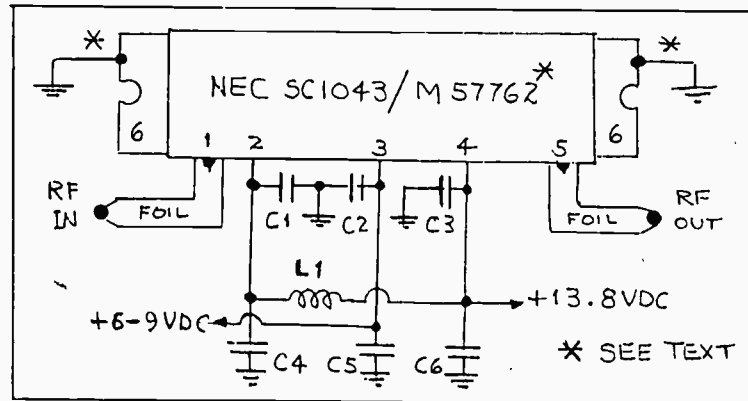 *
*
NEC SC1043/M57762*
6
1
2
3
4
5
6
RF IN
FOIL
C1
C2
C3
FOIL
RF OUT
L1
+13.8VDC
+6-9VDC
C4
C5
C6
* SEE TEXT